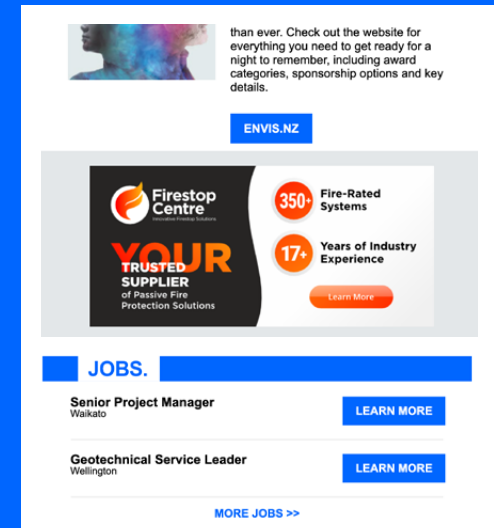 than ever. Check out the website for
everything you need to get ready for a
night to remember, including award
categories, sponsorship options and key
details.
ENVIS.NZ
Firestop
Centre
Innovative Firestop Solutions
YOUR
TRUSTED
SUPPLIER
of Passive Fire
Protection Solutions
350+
Fire-Rated
Systems
17+
Years of Industry
Experience
Learn More
JOBS.
Senior Project Manager
Waikato
LEARN MORE
Geotechnical Service Leader
Wellington
LEARN MORE
MORE JOBS >>